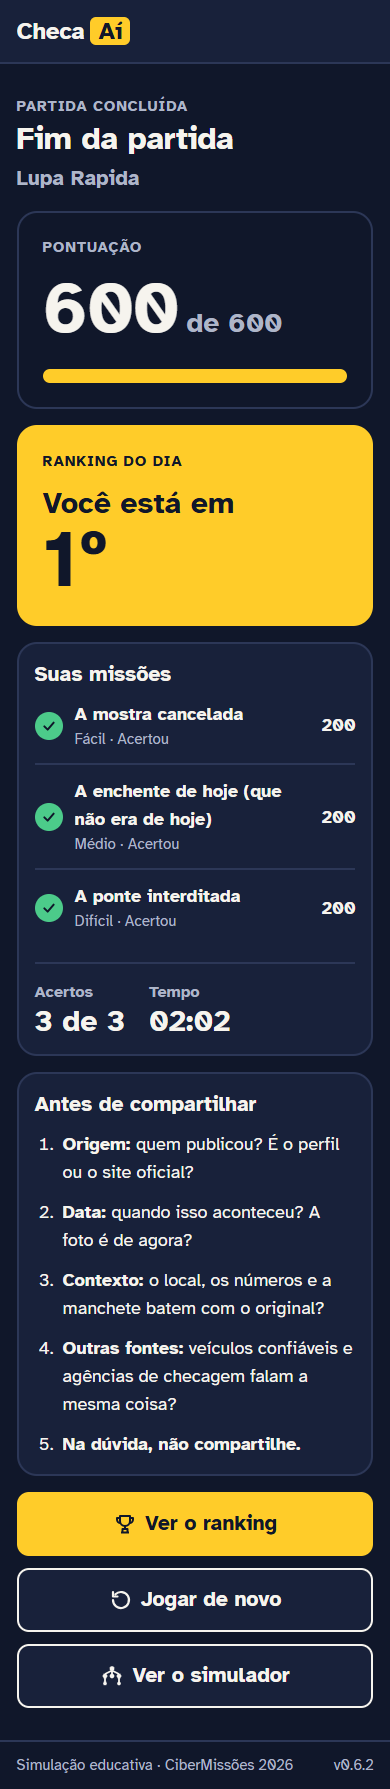 Checa Aí
PARTIDA CONCLUÍDA
Fim da partida
Lupa Rapida
PONTUAÇÃO
600 de 600
RANKING DO DIA
Você está em
1º
Suas missões
A mostra cancelada
Fácil · Acertou
200
A enchente de hoje (que
não era de hoje)
Médio · Acertou
200
A ponte interditada
Difícil · Acertou
200
Acertos Tempo
3 de 3 02:02
Antes de compartilhar
1. Origem: quem publicou? É o perfil
ou o site oficial?
2. Data: quando isso aconteceu? A
foto é de agora?
3. Contexto: o local, os números e a
manchete batem com o original?
4. Outras fontes: veículos confiáveis e
agências de checagem falam a
mesma coisa?
5. Na dúvida, não compartilhe.
Ver o ranking
Jogar de novo
Ver o simulador
Simulação educativa · CiberMissões 2026 v0.6.2